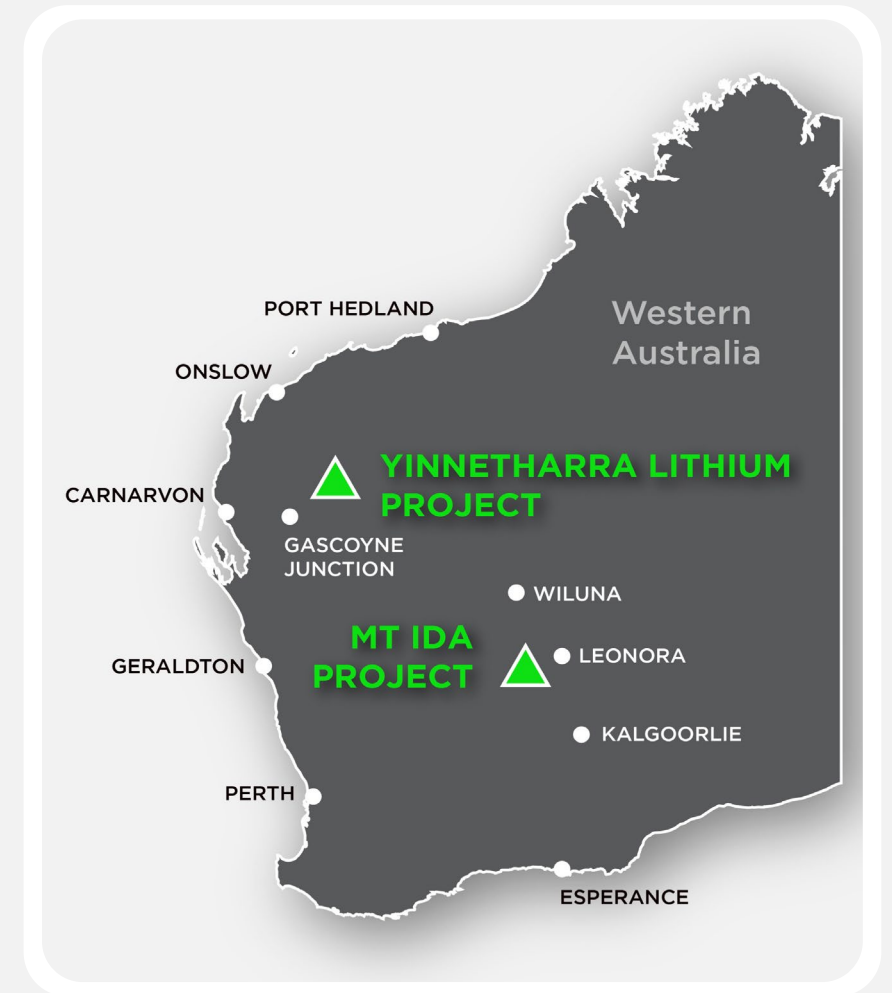 PORT HEDLAND
Western
Australia
ONSLOW
YINNETHARRA LITHIUM
PROJECT
CARNARVON
GASCOYNE
JUNCTION
WILUNA
MT IDA
PROJECT
LEONORA
GERALDTON
KALGOORLIE
PERTH
ESPERANCE